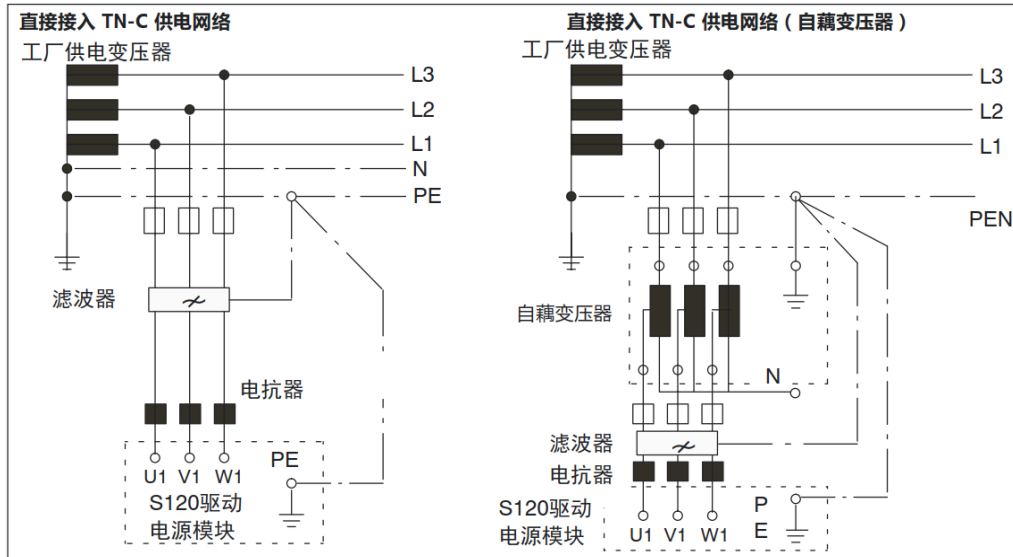 直接接入 TN-C 供电网络
工厂供电变压器
L3
L2
L1
N
PE
滤波器
电抗器
PE
U1 V1 W1
S120驱动
电源模块
直接接入 TN-C 供电网络（自藕变压器）
工厂供电变压器
L3
L2
L1
PEN
自藕变压器
N
滤波器
电抗器
S120驱动
电源模块
U1 V1 W1
P
E